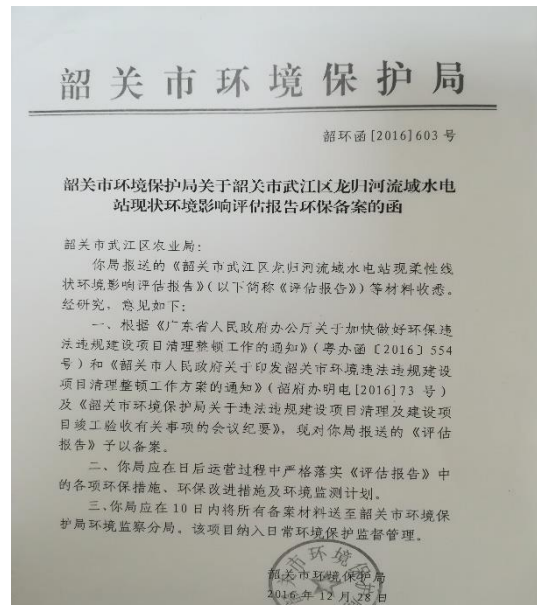 韶关市环境保护局
韶环函[2016]603号
韶关市环境保护局关于韶关市武江区龙归河流域水电
站现状环境影响评估报告环保备案的函
韶关市武江区农业局:
你局报送的《韶关市武江区龙归河流域水电站现柔性线
状环境影响评估报告》(以下简称《评估报告》)等材料收悉。
经研究,意见如下:
一、根据《广东省人民政府办公厅关于加快做好环保违
法违规建设项目清理整顿工作的通知》(粤办函〔2016〕554
号)和《韶关市人民政府关于印发韶关市环境违法违规建设
项目清理整顿工作方案的通知》(韶府办明电[2016]73 号)
及《韶关市环境保护局关于违法违规建设项目清理及建设项
目竣工验收有关事项的会议纪要》,现对你局报送的《评估
报告》予以备案。
二、你局应在日后运营过程中严格落实《评估报告》中
的各项环保措施、环保改进措施及环境监测计划。
三、你局应在10日内将所有备案材料送至韶关市环境保
护局环境监察分局。该项目纳入日常环境保护监督管理。
韶关市环境保护局
2016年12月28日